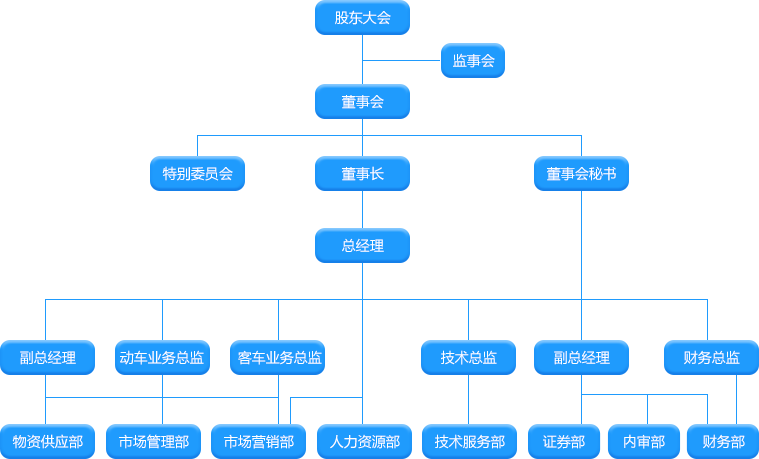 股东大会
监事会
董事会
特别委员会
董事长
董事会秘书
总经理
副总经理
动车业务总监
客车业务总监
技术总监
副总经理
财务总监
物资供应部
市场管理部
市场营销部
人力资源部
技术服务部
证券部
内审部
财务部